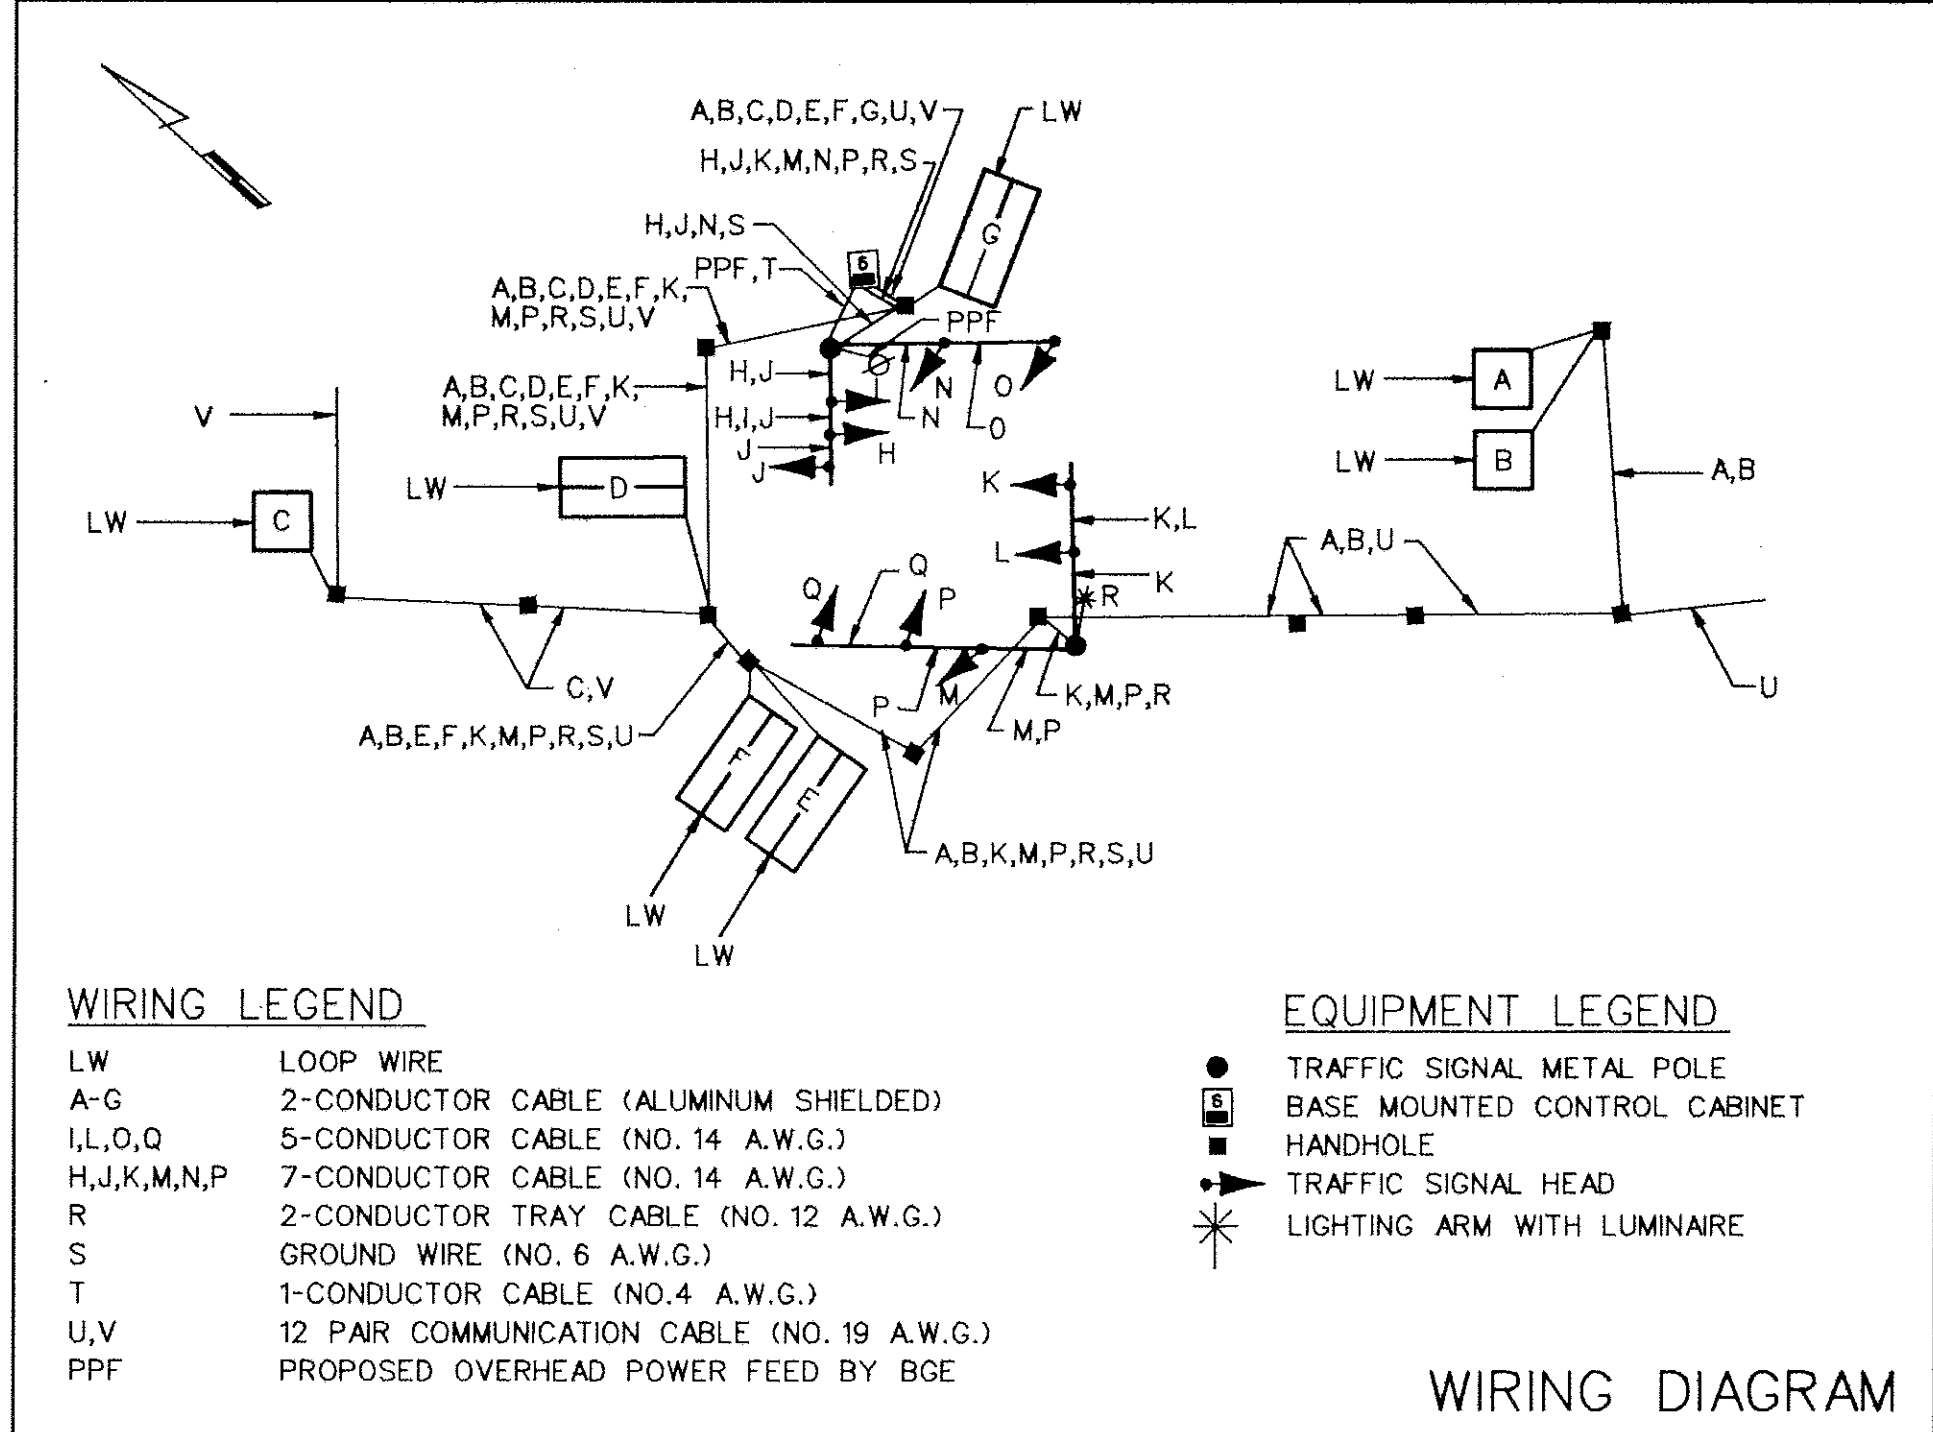 A,B,C,D,E,F,G,U,V
LW
H,J,K,M,N,P,R,S
H,J,N,S
G
6
PPF,T
A,B,C,D,E,F,K,
M,P,R,S,U,V
PPF
H,J
N
O
A
LW
A,B,C,D,E,F,K,
M,P,R,S,U,V
V
H,I,J
I
N
O
J
H
B
LW
J
A,B
D
LW
K
C
LW
K,L
A,B,U
L
Q
Q
K
P
R
C,V
P
M
K,M,P,R
U
M,P
A,B,E,F,K,M,P,R,S,U
F
E
A,B,K,M,P,R,S,U
LW
LW
WIRING LEGEND
LW LOOP WIRE
A-G 2-CONDUCTOR CABLE (ALUMINUM SHIELDED)
I,L,O,Q 5-CONDUCTOR CABLE (NO. 14 A.W.G.)
H,J,K,M,N,P 7-CONDUCTOR CABLE (NO. 14 A.W.G.)
R 2-CONDUCTOR TRAY CABLE (NO. 12 A.W.G.)
S GROUND WIRE (NO. 6 A.W.G.)
T 1-CONDUCTOR CABLE (NO.4 A.W.G.)
U,V 12 PAIR COMMUNICATION CABLE (NO. 19 A.W.G.)
PPF PROPOSED OVERHEAD POWER FEED BY BGE
EQUIPMENT LEGEND
TRAFFIC SIGNAL METAL POLE
6 BASE MOUNTED CONTROL CABINET
HANDHOLE
TRAFFIC SIGNAL HEAD
LIGHTING ARM WITH LUMINAIRE
WIRING DIAGRAM